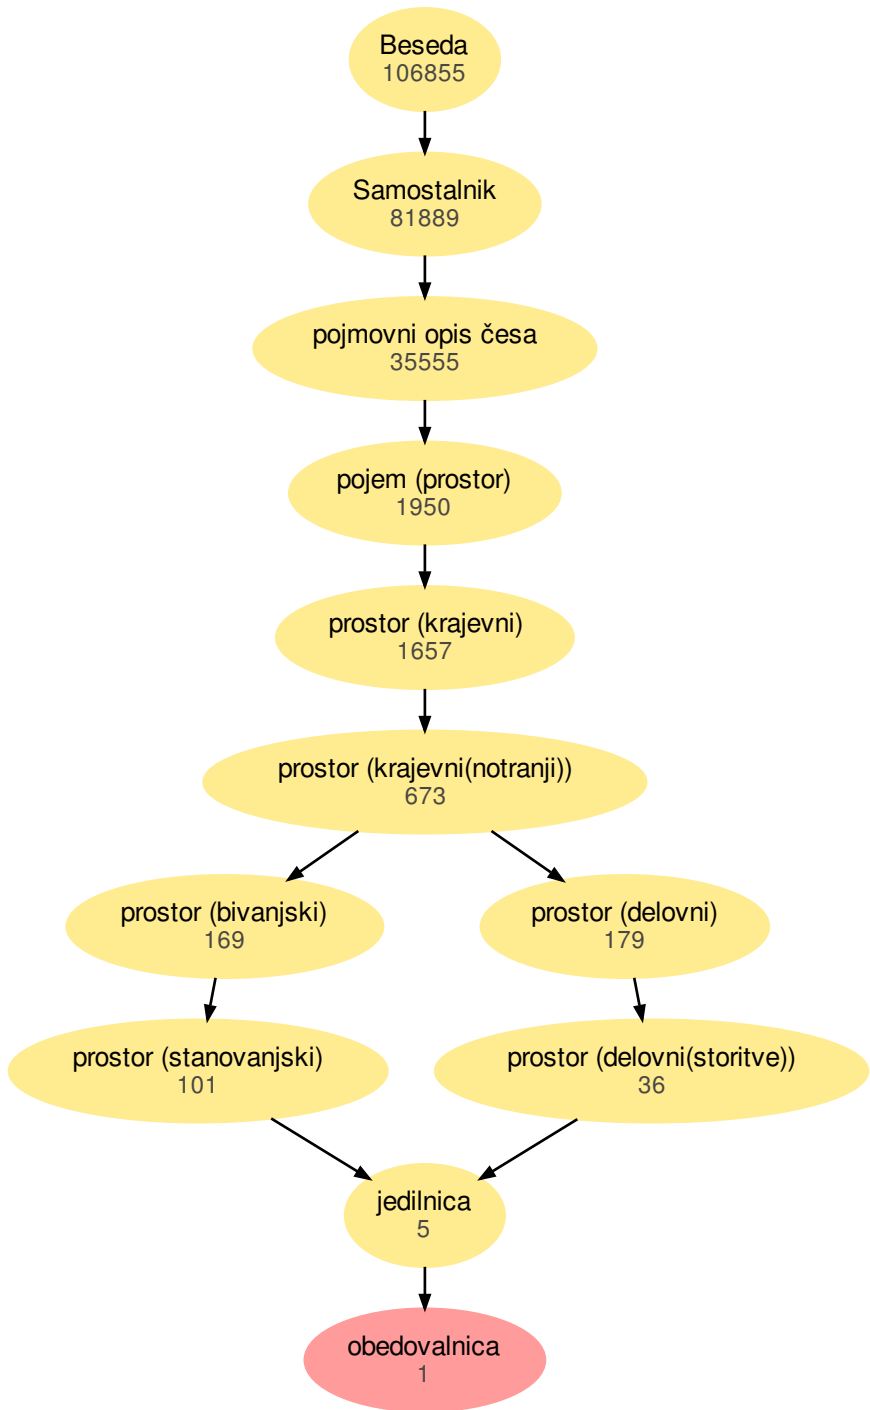 Beseda
106855
Samostalnik
81889
pojmovni opis česa
35555
pojem (prostor)
1950
prostor (krajevni)
1657
prostor (krajevni(notranji))
673
prostor (bivanjski)
169
prostor (delovni)
179
prostor (stanovanjski)
101
prostor (delovni(storitve))
36
jedilnica
5
obedovalnica
1